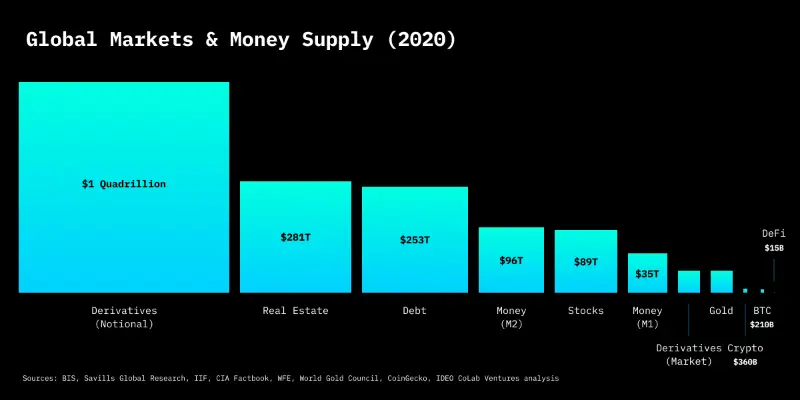 Global Markets & Money Supply (2020)
$1 Quadrillion
$281T
$253T
$96T
$89T
$35T
DeFi
$15B
Derivatives
(Notional)
Real Estate
Debt
Money
(M2)
Stocks
Money
(M1)
Gold
BTC
$210B
Derivatives
(Market)
Crypto
$360B
Sources: BIS, Savills Global Research, IIF, CIA Factbook, WFE, World Gold Council, CoinGecko, IDEO CoLab Ventures analysis